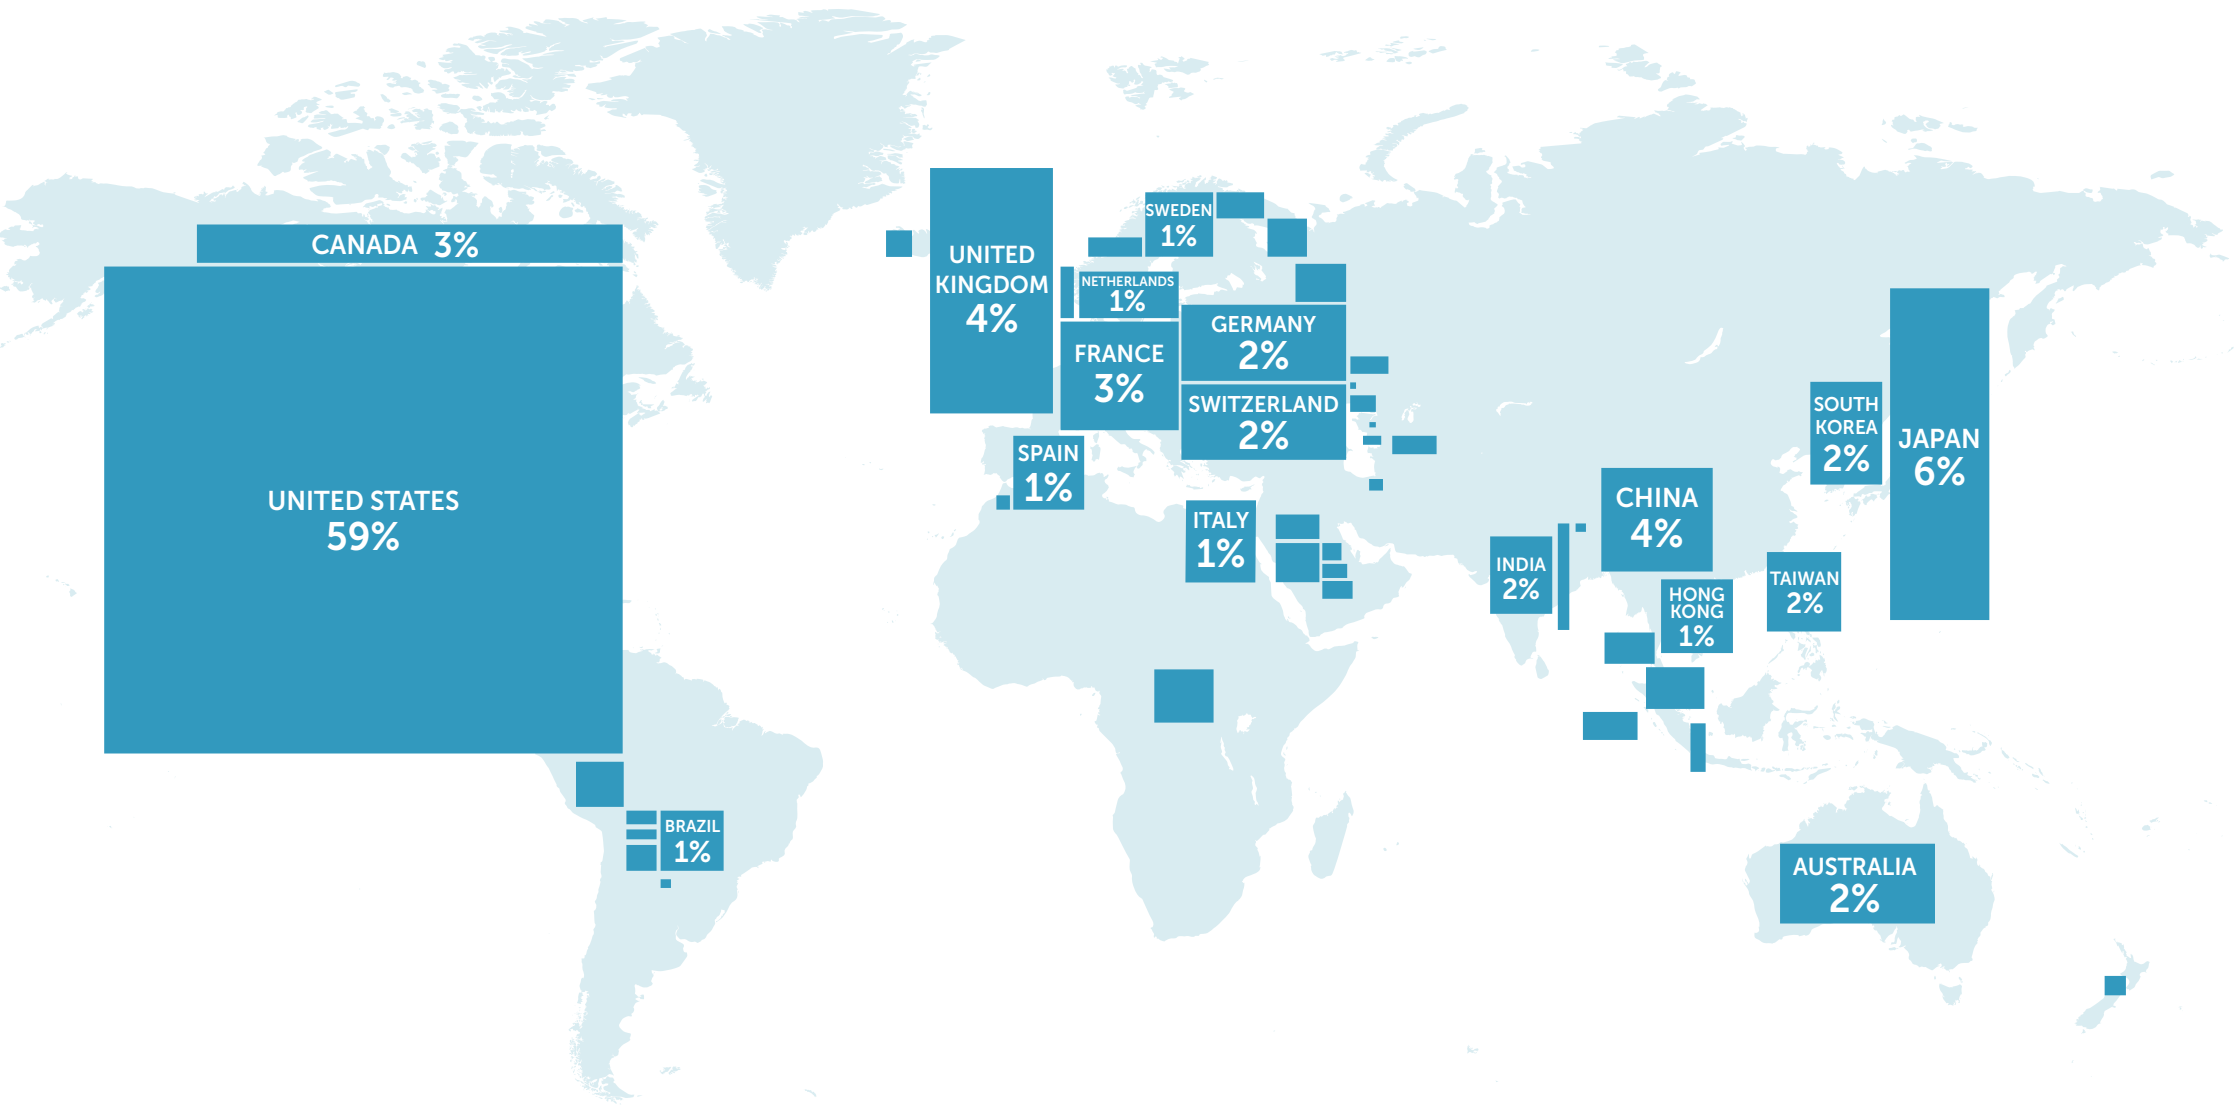 CANADA 3%
UNITED STATES
59%
BRAZIL
1%
UNITED
KINGDOM
4%
SWEDEN
1%
NETHERLANDS
1%
FRANCE
3%
GERMANY
2%
SWITZERLAND
2%
SPAIN
1%
ITALY
1%
INDIA
2%
CHINA
4%
HONG
KONG
1%
TAIWAN
2%
SOUTH
KOREA
2%
JAPAN
6%
AUSTRALIA
2%